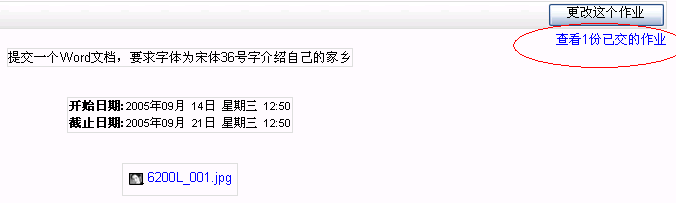 更改这个作业
查看1份已交的作业
提交一个Word文档，要求字体为宋体36号字介绍自己的家乡
开始日期: 2005年09月 14日 星期三 12:50
截止日期: 2005年09月 21日 星期三 12:50
6200L_001.jpg